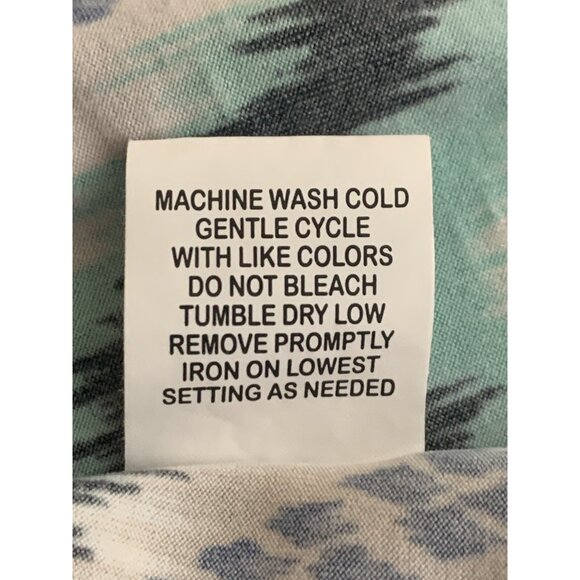 MACHINE WASH COLD
GENTLE CYCLE
WITH LIKE COLORS
DO NOT BLEACH
TUMBLE DRY LOW
REMOVE PROMPTLY
IRON ON LOWEST
SETTING AS NEEDED